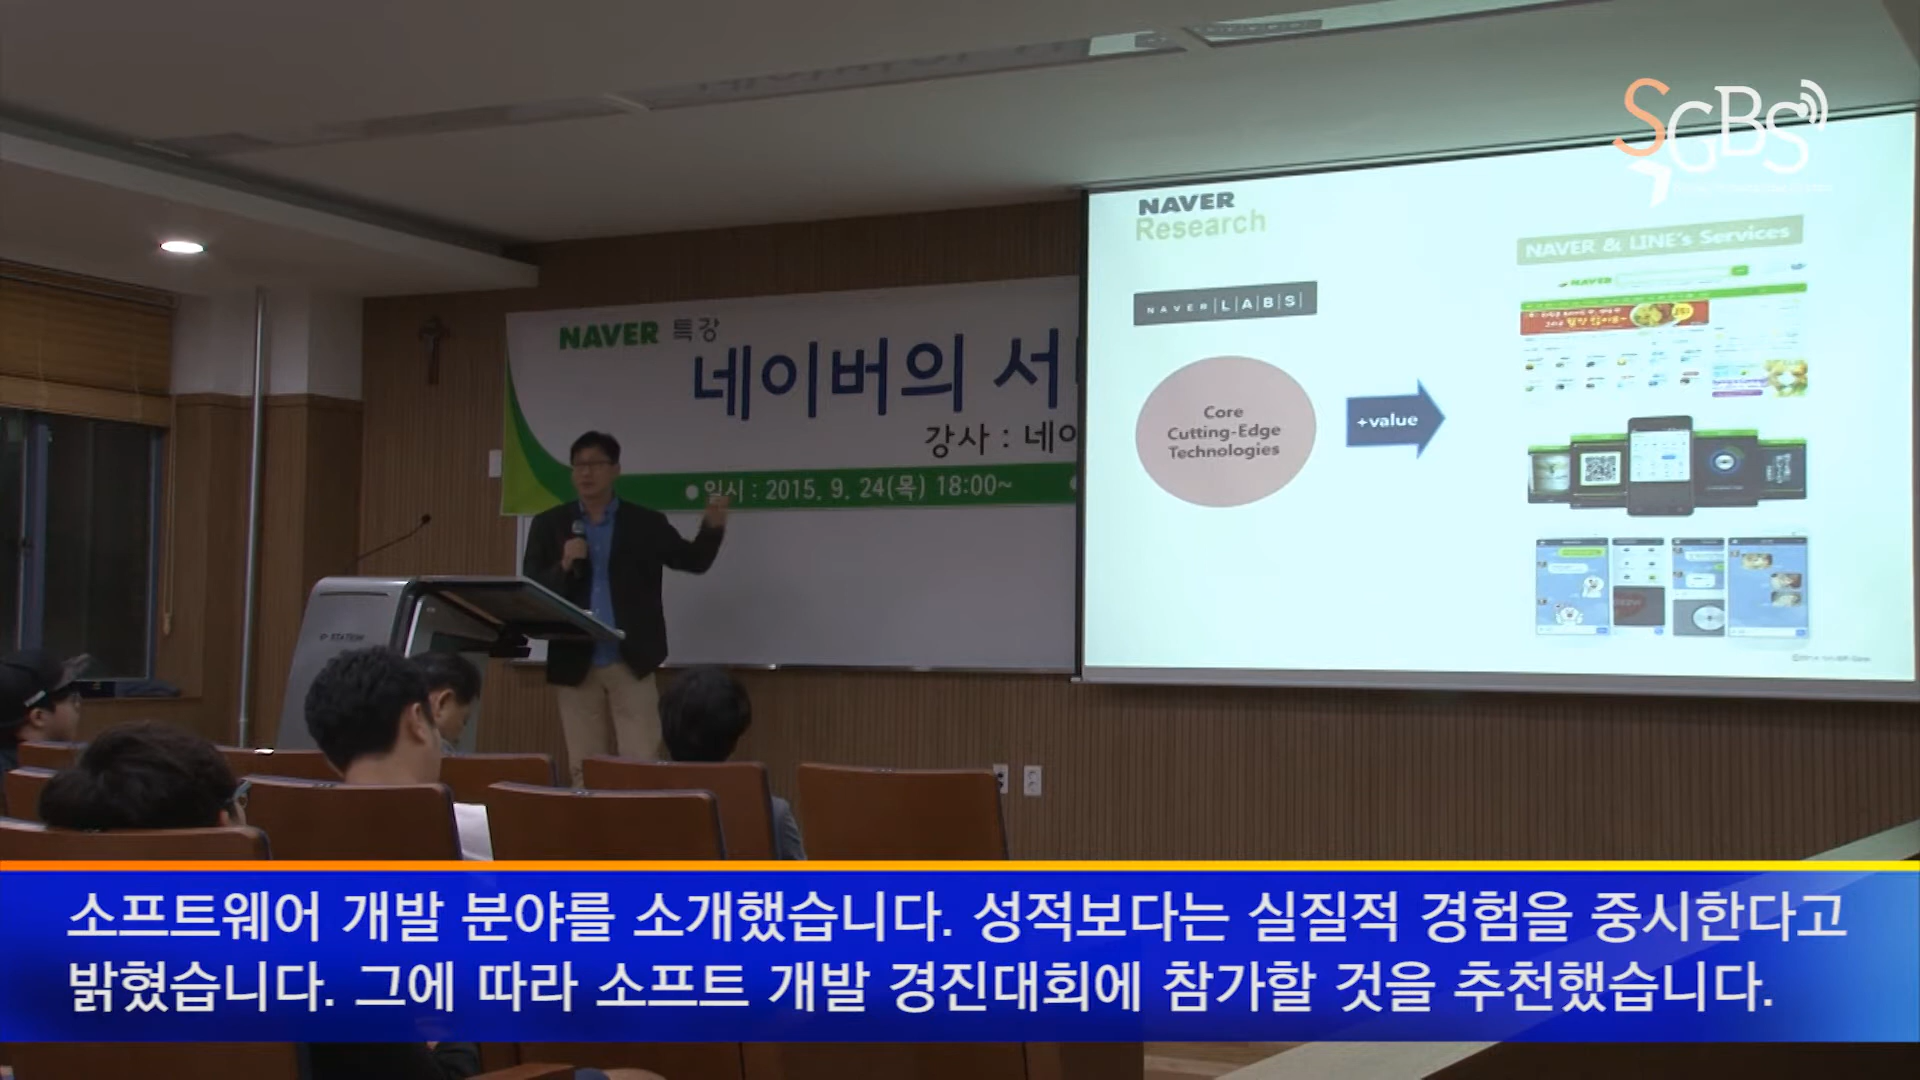 SGBS
NAVER
Research
NAVER & LINE's Services
NAVER
NAVER LABS
NAVER 특강
네이버의 서
강사 : 네이
Core
Cutting-Edge
Technologies
+value
●일시 : 2015. 9. 24(목) 18:00~
소프트웨어 개발 분야를 소개했습니다. 성적보다는 실질적 경험을 중시한다고
밝혔습니다. 그에 따라 소프트 개발 경진대회에 참가할 것을 추천했습니다.